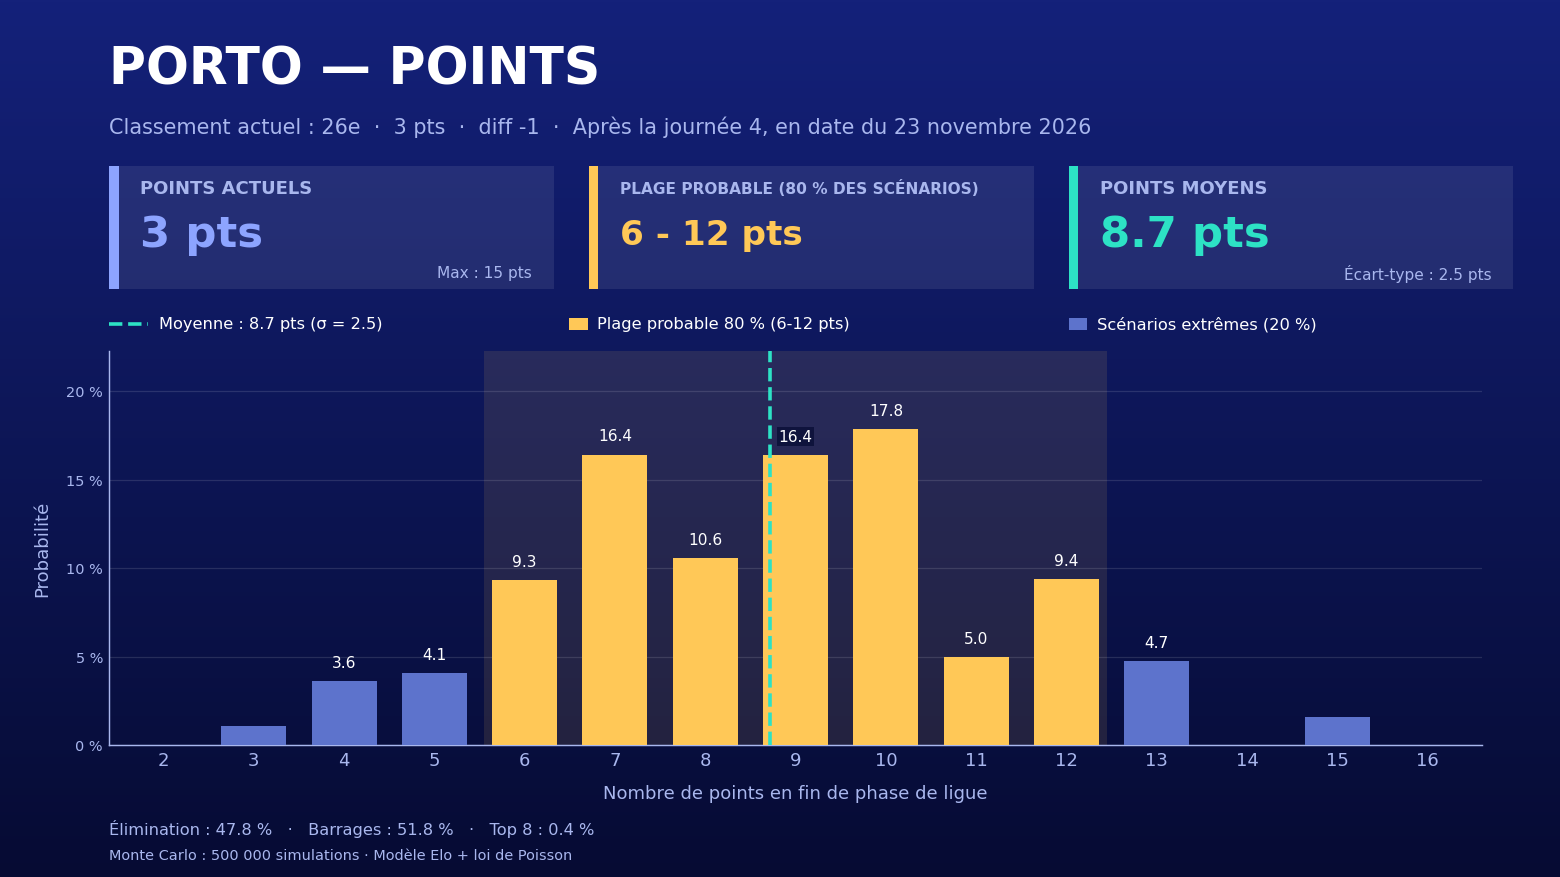 PORTO — POINTS
Classement actuel : 26e · 3 pts · diff -1 · Après la journée 4, en date du 23 novembre 2026
POINTS ACTUELS
3 pts
Max : 15 pts
PLAGE PROBABLE (80 % DES SCÉNARIOS)
6 - 12 pts
POINTS MOYENS
8.7 pts
Écart-type : 2.5 pts
Moyenne : 8.7 pts (σ = 2.5)
Plage probable 80 % (6-12 pts)
Scénarios extrêmes (20 %)
Probabilité
20 %
15 %
10 %
5 %
0 %
3.6
4.1
9.3
16.4
10.6
16.4
17.8
5.0
9.4
4.7
2 3 4 5 6 7 8 9 10 11 12 13 14 15 16
Nombre de points en fin de phase de ligue
Élimination : 47.8 % · Barrages : 51.8 % · Top 8 : 0.4 %
Monte Carlo : 500 000 simulations · Modèle Elo + loi de Poisson